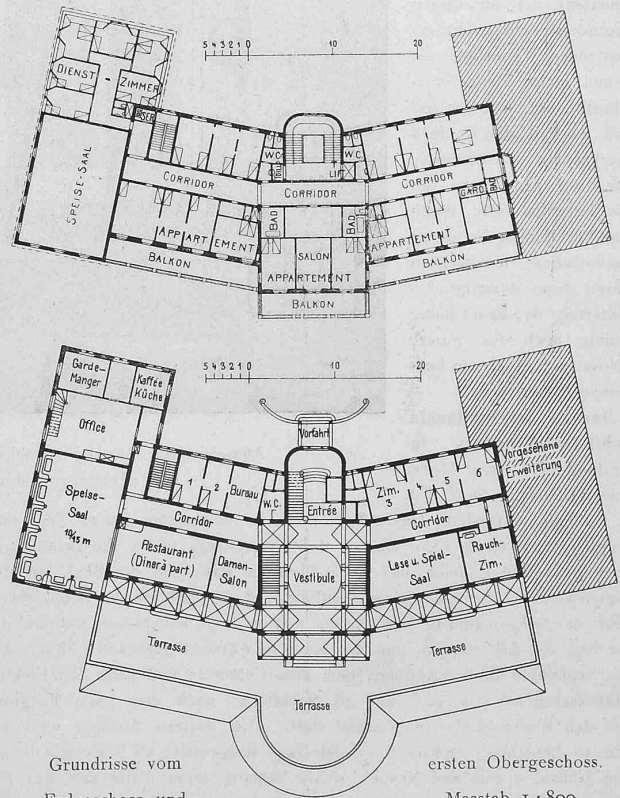 5 4 3 2 1 0 10 20
DIENST - ZIMMER
SPEISE-SAAL
W.C.
W.C.
LIFT
CORRIDOR
CORRIDOR
CORRIDOR
GARD.
BAD
APPARTEMENT
BAD
BAD
APPARTEMENT
SALON
APPARTEMENT
BALKON
BALKON
BALKON
5 4 3 2 1 0 10 20
Garde-
Manger
Kaffee
Küche
Office
Vorfahrt
Vorgesehene
Erweiterung
1 2 Bureau
W.C.
Entrée
Zim.
3 4 5 6
Speise-
Saal
10/15 m
Corridor
Corridor
Restaurant
(Diner à part)
Damen-
Salon
Vestibule
Lese u. Spiel-
Saal
Rauch-
Zim.
Terrasse
Terrasse
Terrasse
Grundrisse vom ersten Obergeschoss.
Erdgeschoss und Masstab 1:800.